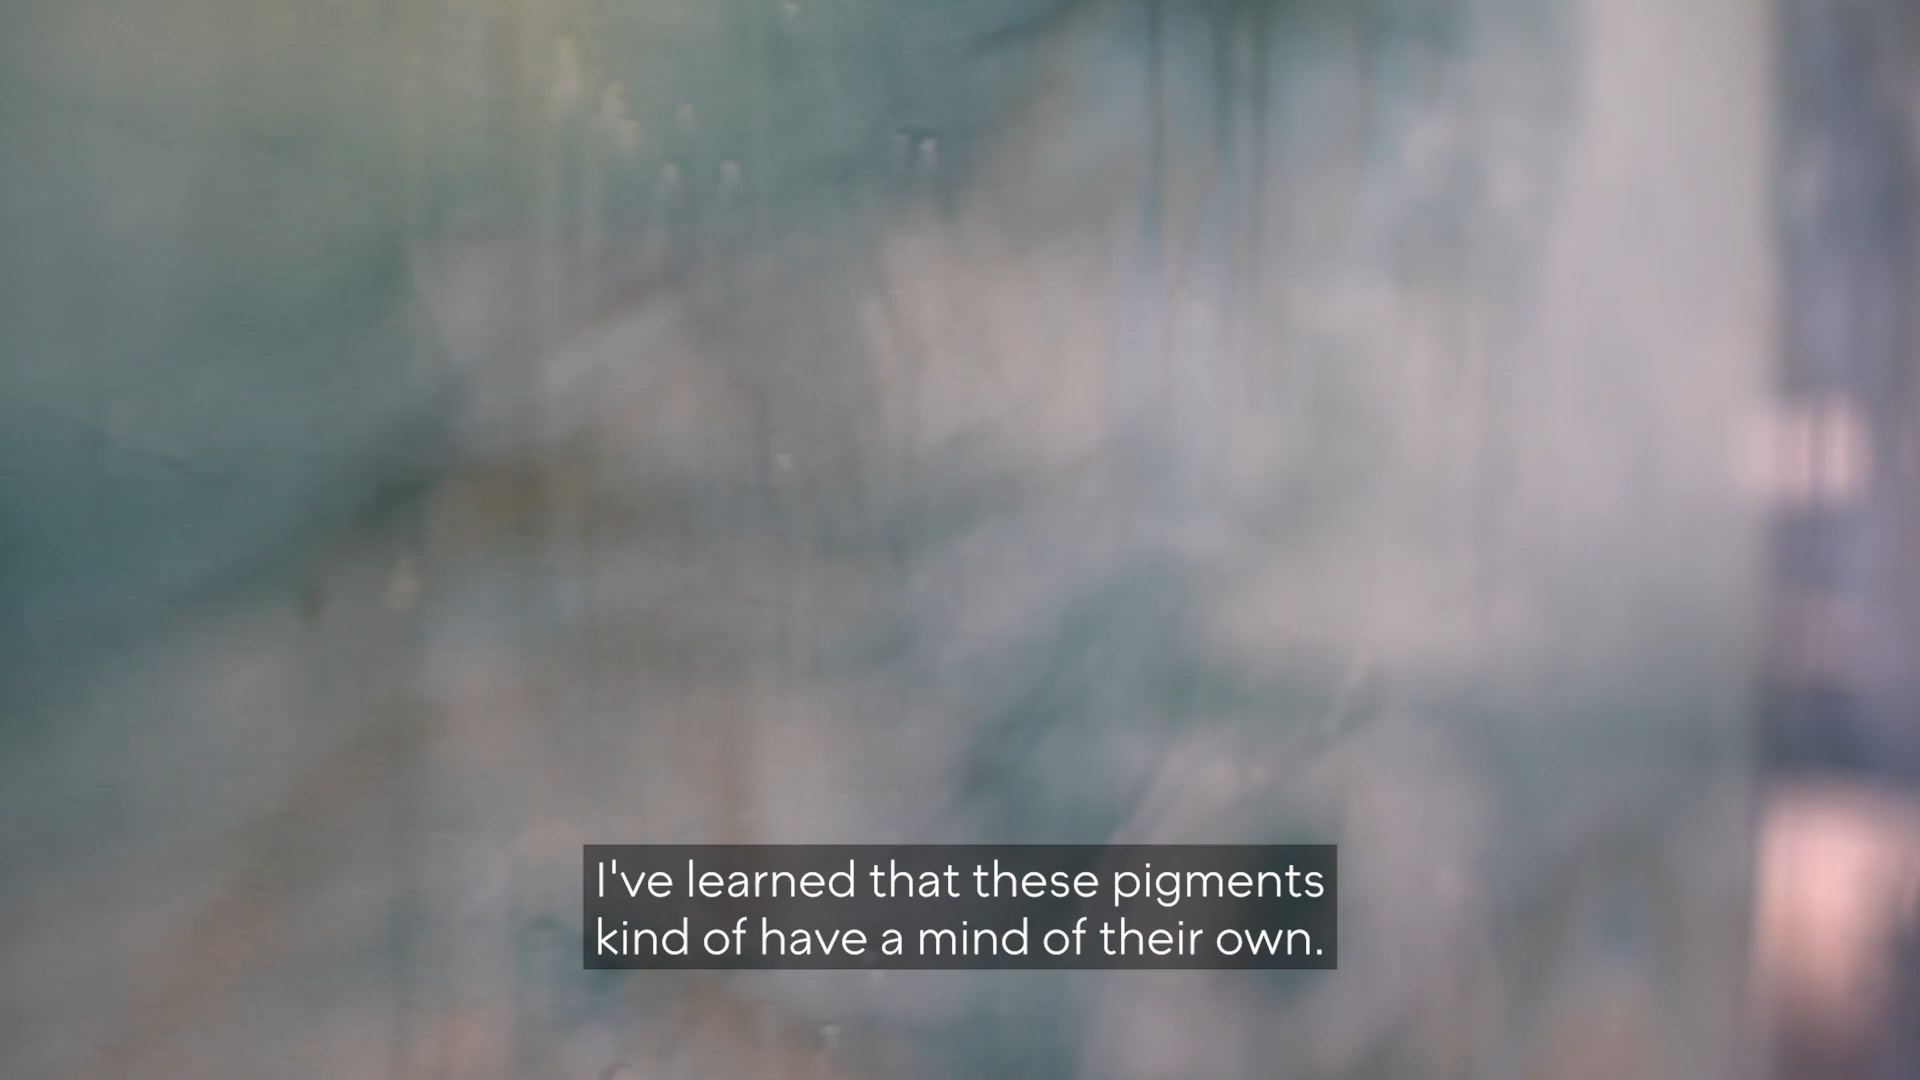 I've learned that these pigments
kind of have a mind of their own.